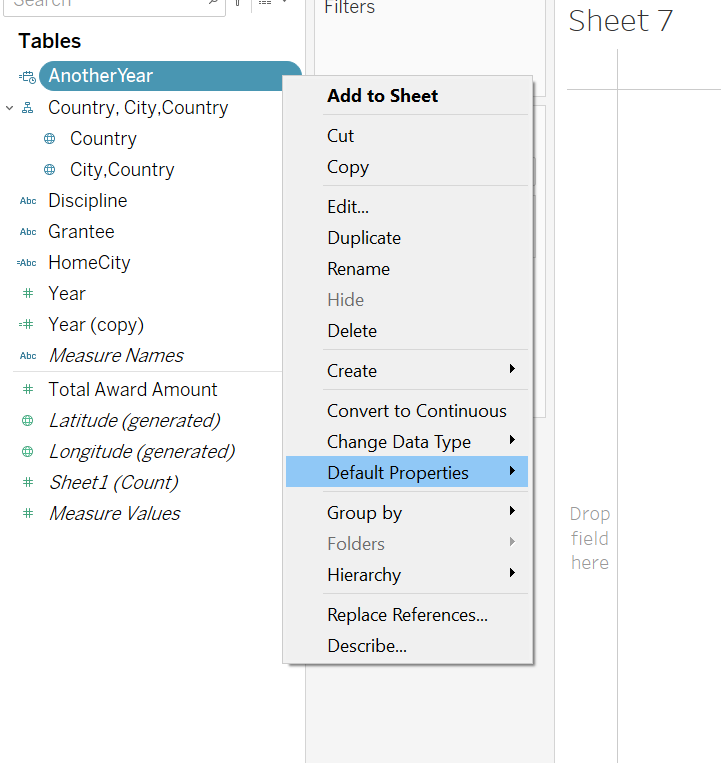 Search
Filters
Sheet 7
Tables
AnotherYear
Country, City,Country
Country
City,Country
Abc Discipline
Abc Grantee
=Abc HomeCity
# Year
=# Year (copy)
Abc Measure Names
# Total Award Amount
Latitude (generated)
Longitude (generated)
# Sheet1 (Count)
# Measure Values
Add to Sheet
Cut
Copy
Edit...
Duplicate
Rename
Hide
Delete
Create
Convert to Continuous
Change Data Type
Default Properties
Group by
Folders
Hierarchy
Replace References...
Describe...
Drop
field
here